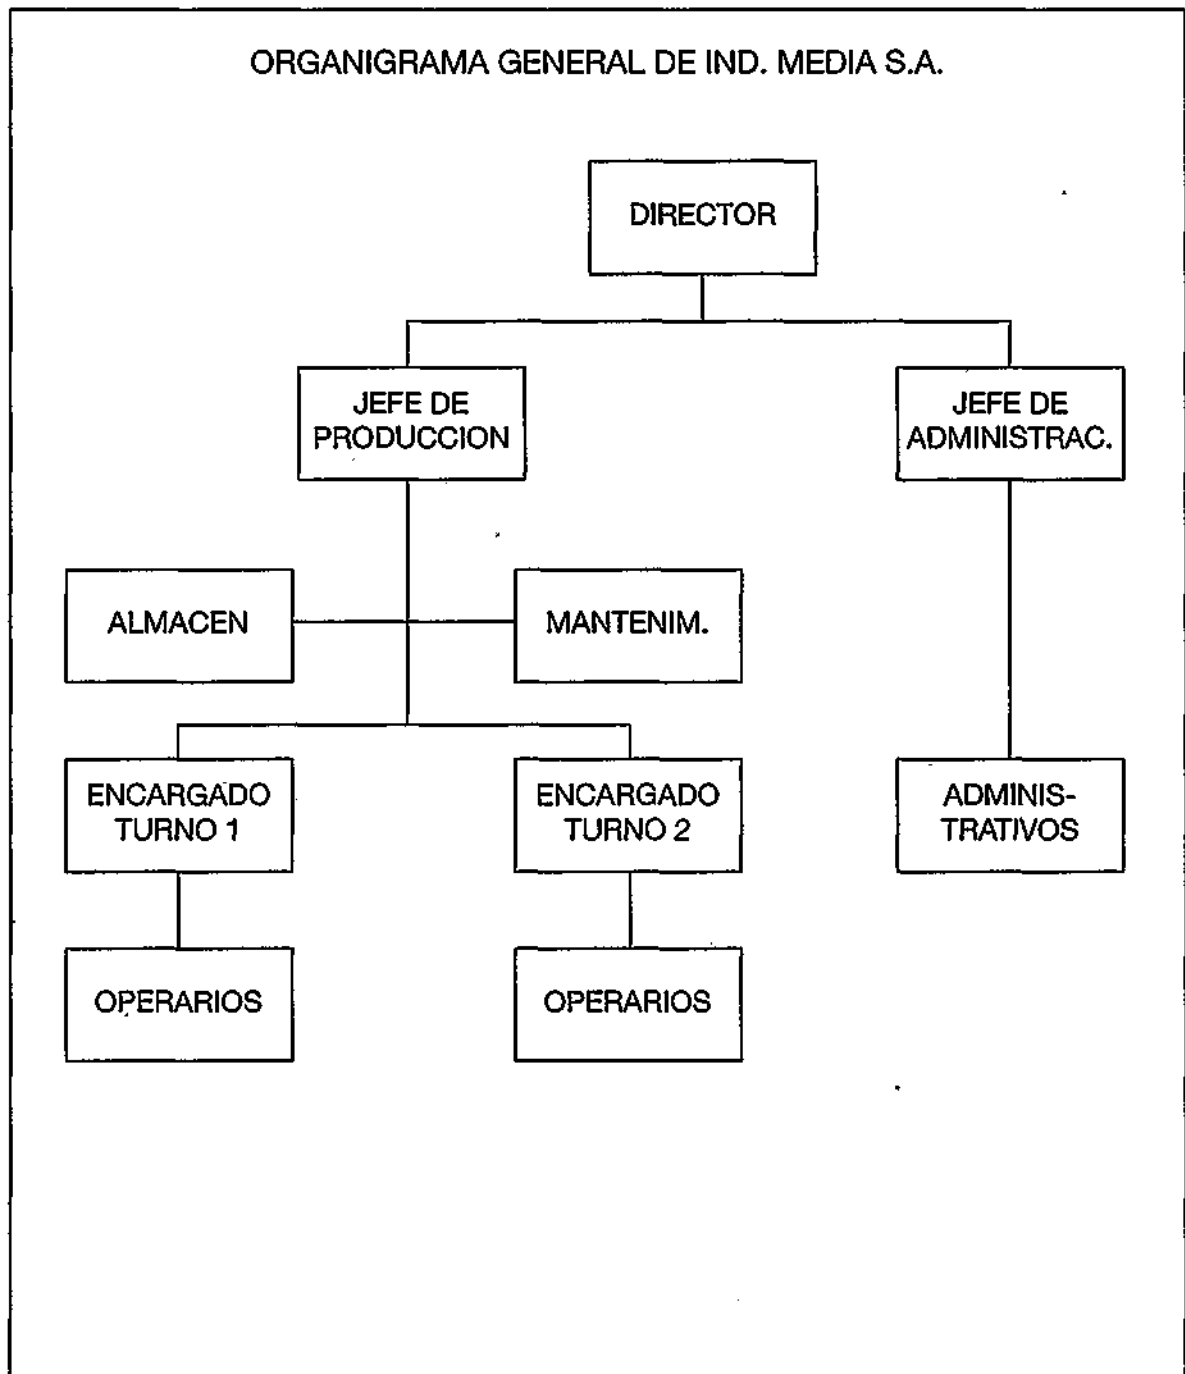 ORGANIGRAMA GENERAL DE IND. MEDIA S.A.
DIRECTOR
JEFE DE
PRODUCCION
JEFE DE
ADMINISTRAC.
ALMACEN
MANTENIM.
ENCARGADO
TURNO 1
ENCARGADO
TURNO 2
ADMINIS-
TRATIVOS
OPERARIOS
OPERARIOS